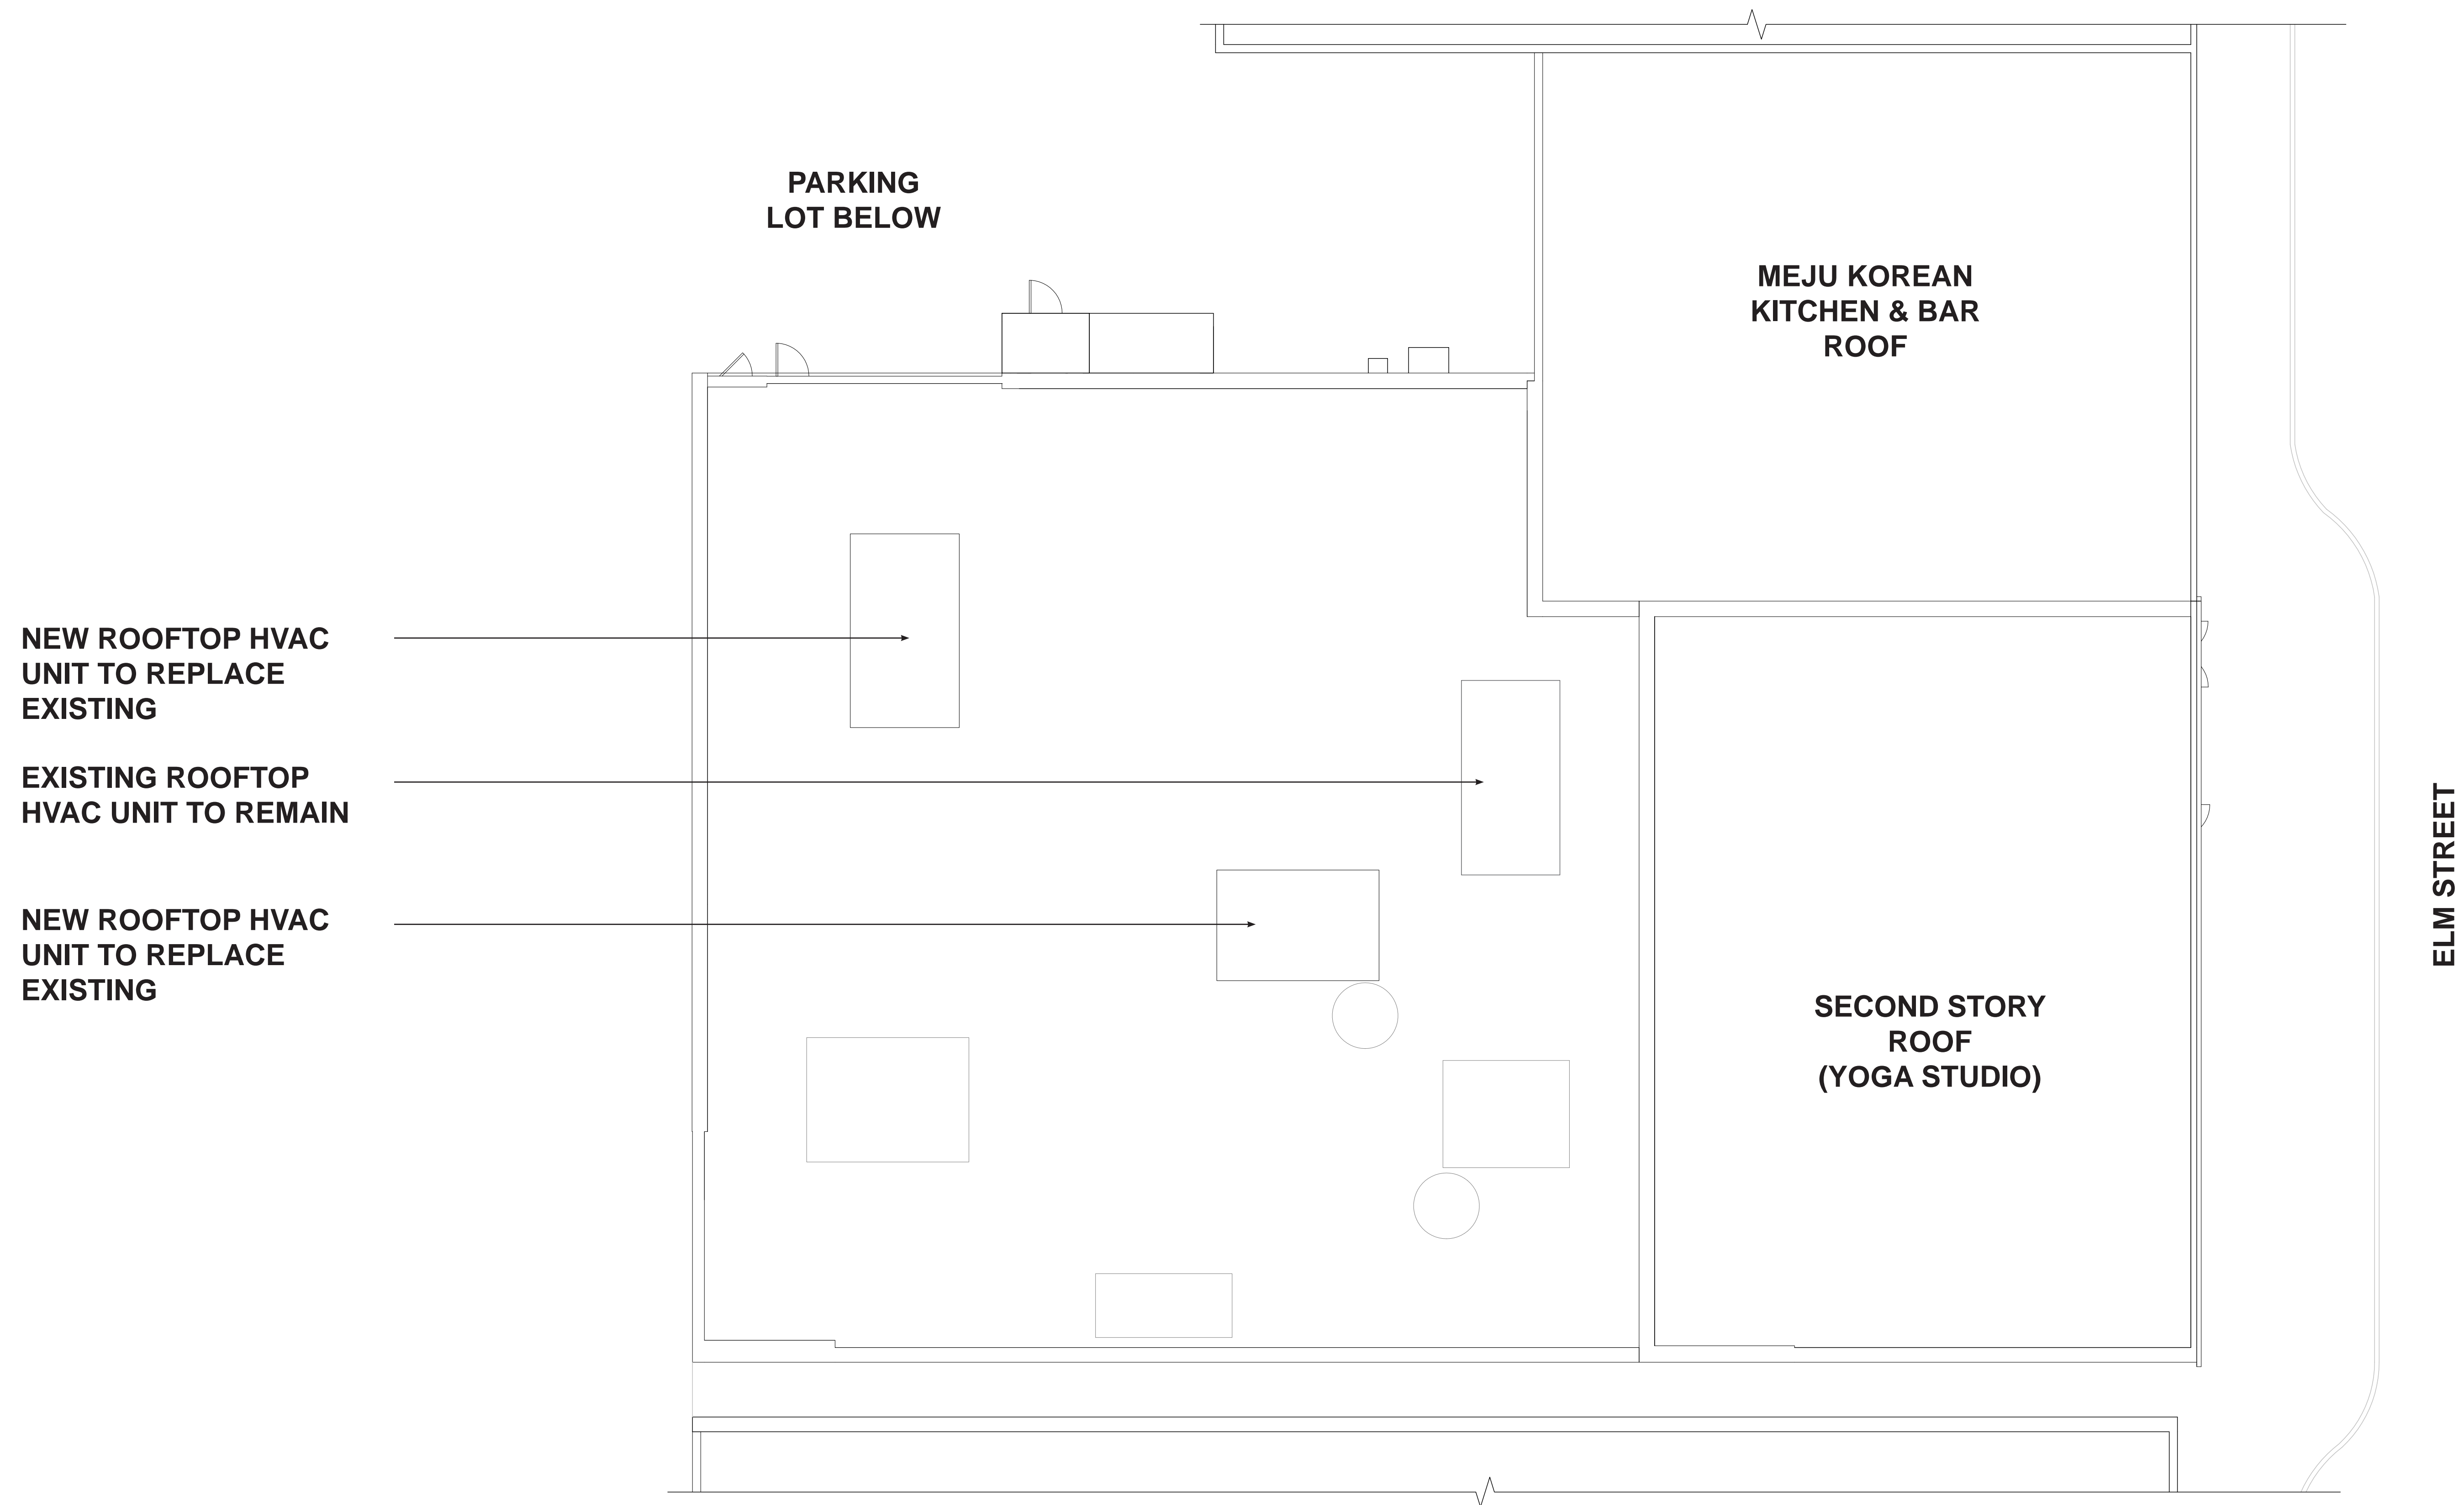 PARKING
LOT BELOW
MEJU KOREAN
KITCHEN & BAR
ROOF
NEW ROOFTOP HVAC
UNIT TO REPLACE
EXISTING
EXISTING ROOFTOP
HVAC UNIT TO REMAIN
NEW ROOFTOP HVAC
UNIT TO REPLACE
EXISTING
SECOND STORY
ROOF
(YOGA STUDIO)
ELM STREET